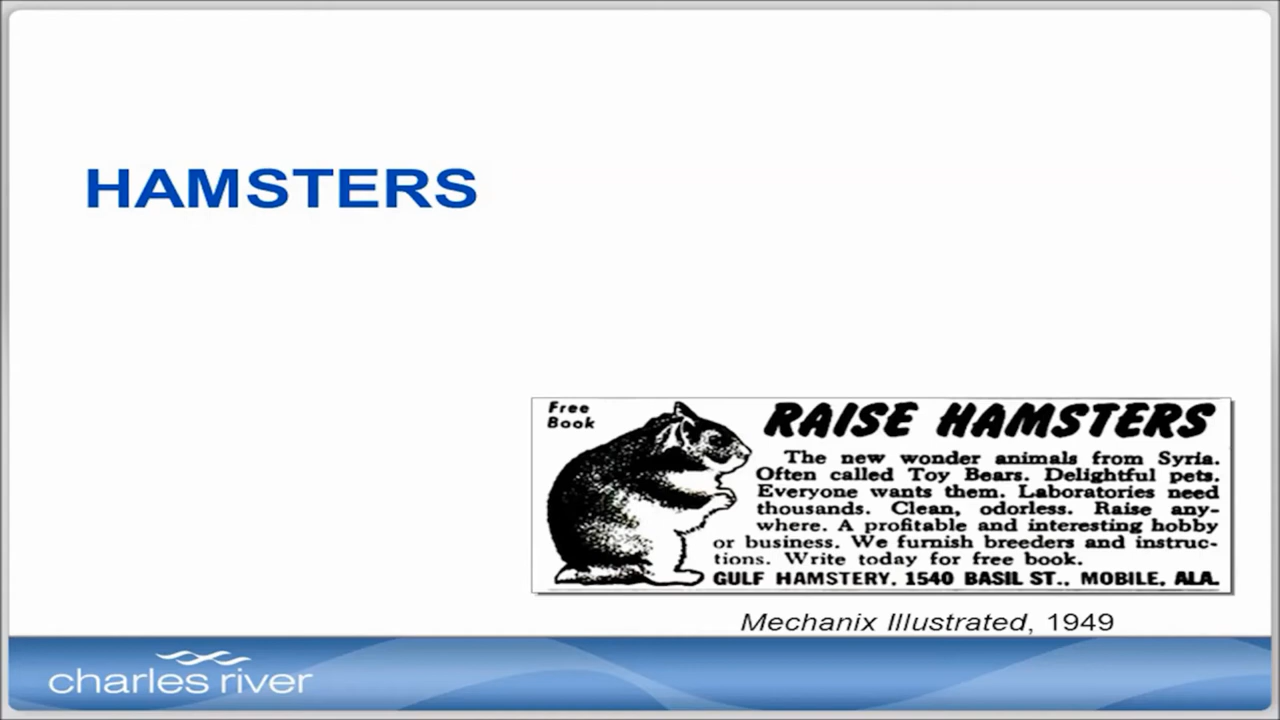 HAMSTERS
Free
Book
RAISE HAMSTERS
The new wonder animals from Syria.
Often called Toy Bears. Delightful pets.
Everyone wants them. Laboratories need
thousands. Clean, odorless. Raise any-
where. A profitable and interesting hobby
or business. We furnish breeders and instruc-
tions. Write today for free book.
GULF HAMSTERY, 1540 BASIL ST., MOBILE, ALA.
Mechanix Illustrated, 1949
charles river